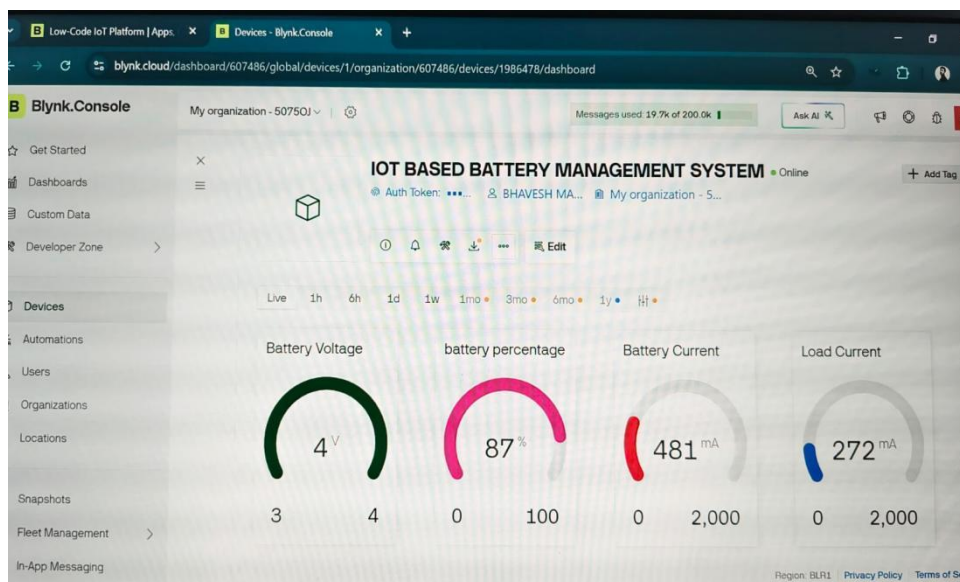 Low-Code IoT Platform | Apps,
Devices - Blynk.Console
blynk.cloud/dashboard/607486/global/devices/1/organization/607486/devices/1986478/dashboard
B Blynk.Console
My organization - 5075OJ
Messages used: 19.7k of 200.0k
Ask AI
Get Started
Dashboards
Custom Data
Developer Zone
Devices
Automations
Users
Organizations
Locations
Snapshots
Fleet Management
In-App Messaging
IOT BASED BATTERY MANAGEMENT SYSTEM
Online
+ Add Tag
Auth Token: •••... BHAVESH MA... My organization - 5...
Edit
Live 1h 6h 1d 1w 1mo 3mo 6mo 1y
Battery Voltage
4 V
3 4
battery percentage
87 %
0 100
Battery Current
481 mA
0 2,000
Load Current
272 mA
0 2,000
Region: BLR1 Privacy Policy Terms of S